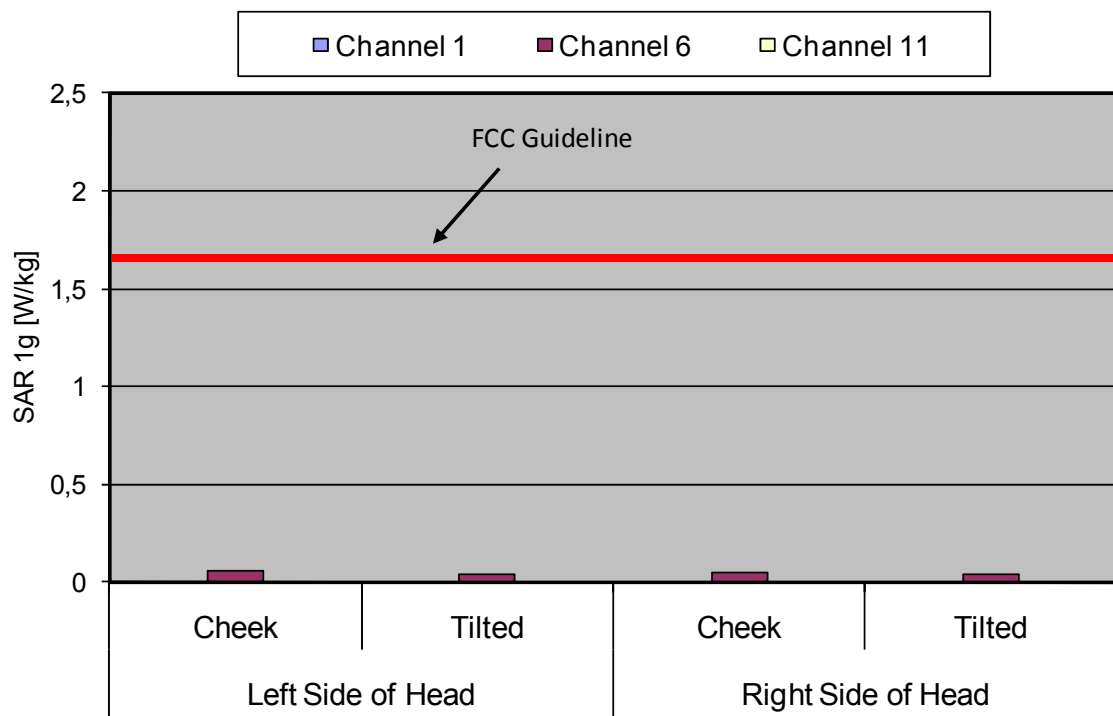 Channel 1 Channel 6 Channel 11
2,5
FCC Guideline
2
1,5
1
0,5
0
SAR 1g [W/kg]
Cheek Tilted Cheek Tilted
Left Side of Head Right Side of Head